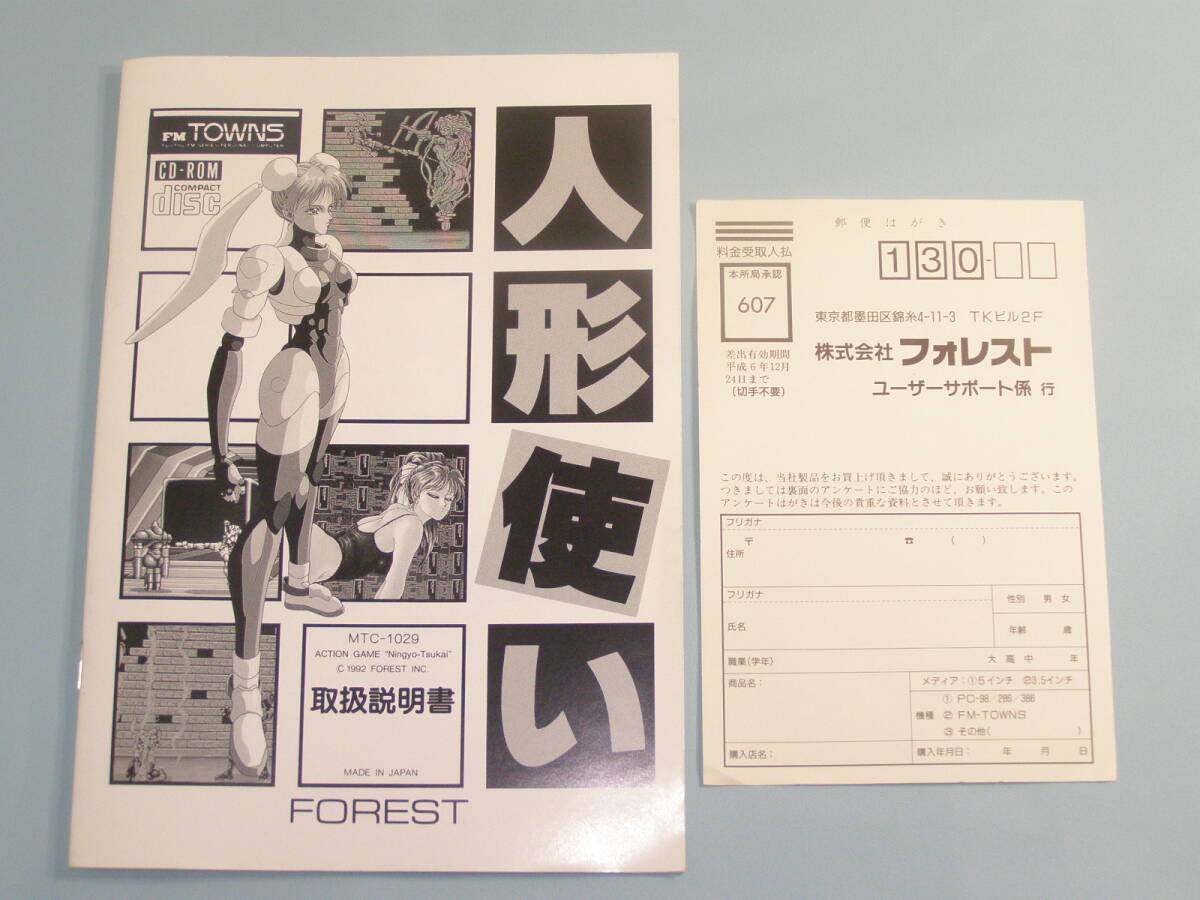 FM TOWNS
FUJITSU FM SERIES PERSONAL COMPUTER
CD-ROM
COMPACT
disc
人形使い
MTC-1029
ACTION GAME "Ningyo-Tsukai"
© 1992 FOREST INC.
取扱説明書
MADE IN JAPAN
FOREST
郵便はがき
料金受取人払
本所局承認
607
差出有効期間
平成6年12月
24日まで
(切手不要)
130-
東京都墨田区錦糸4-11-3 TKビル2F
株式会社 フォレスト
ユーザーサポート係 行
この度は、当社製品をお買上げ頂きまして、誠にありがとうございます。
つきましては裏面のアンケートにご協力のほど、お願い致します。この
アンケートはがきは今後の貴重な資料とさせて頂きます。
フリガナ
〒 ☎ ( )
住所
フリガナ
性別 男 女
氏名
年齢 歳
職業(学年) 大 高 中 年
商品名:
メディア:①5インチ ②3.5インチ
① PC-98/286/386
機種 ② FM-TOWNS
③ その他( )
購入店名:
購入年月日: 年 月 日